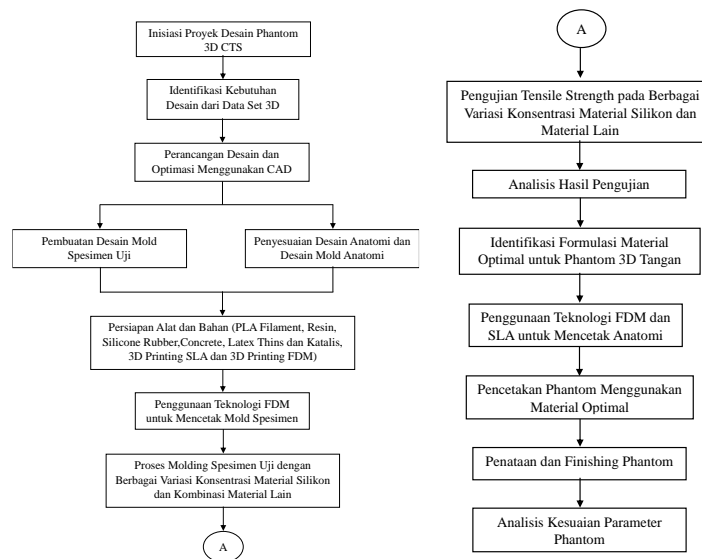 Inisiasi Proyek Desain Phantom
3D CTS
Identifikasi Kebutuhan
Desain dari Data Set 3D
Perancangan Desain dan
Optimasi Menggunakan CAD
Pembuatan Desain Mold
Spesimen Uji
Penyesuaian Desain Anatomi dan
Desain Mold Anatomi
Persiapan Alat dan Bahan (PLA Filament, Resin,
Silicone Rubber,Concrete, Latex Thins dan Katalis,
3D Printing SLA dan 3D Printing FDM)
Penggunaan Teknologi FDM
untuk Mencetak Mold Spesimen
Proses Molding Spesimen Uji dengan
Berbagai Variasi Konsentrasi Material Silikon
dan Kombinasi Material Lain
A
A
Pengujian Tensile Strength pada Berbagai
Variasi Konsentrasi Material Silikon dan
Material Lain
Analisis Hasil Pengujian
Identifikasi Formulasi Material
Optimal untuk Phantom 3D Tangan
Penggunaan Teknologi FDM dan
SLA untuk Mencetak Anatomi
Pencetakan Phantom Menggunakan
Material Optimal
Penataan dan Finishing Phantom
Analisis Kesuaian Parameter
Phantom